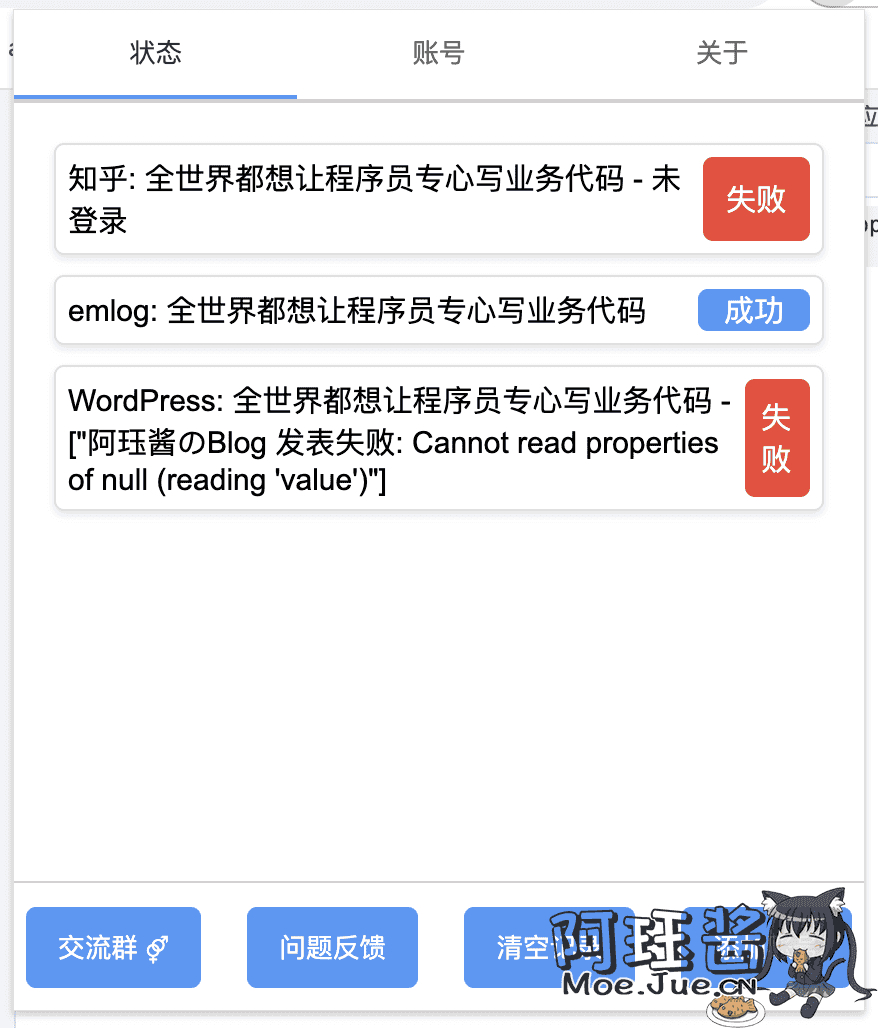 状态
账号
关于
知乎: 全世界都想让程序员专心写业务代码 - 未
登录
失败
emlog: 全世界都想让程序员专心写业务代码
成功
WordPress: 全世界都想让程序员专心写业务代码 -
["阿珏酱のBlog 发表失败: Cannot read properties
of null (reading 'value')"]
失
败
交流群 ⚤
问题反馈
清空记录
添加
阿珏酱
Moe.Jue.cn